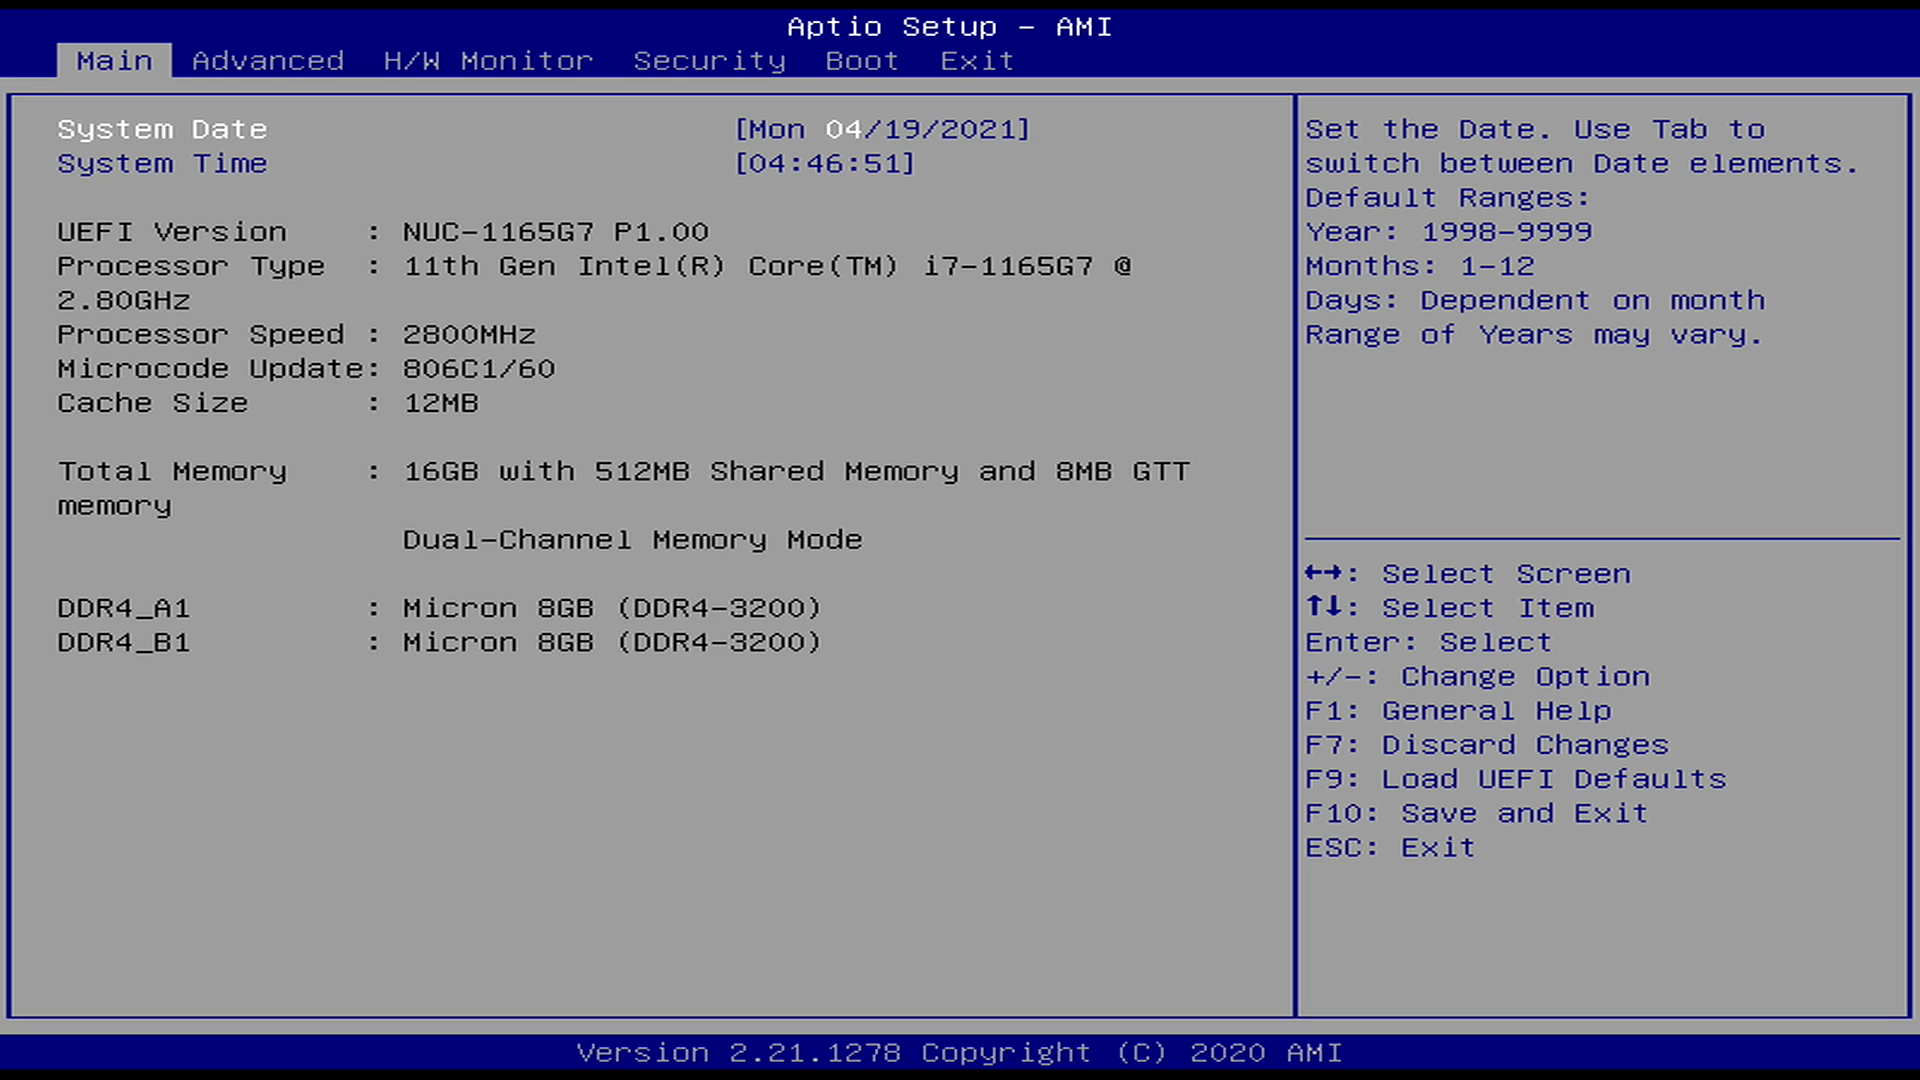 Aptio Setup - AMI
Main Advanced H/W Monitor Security Boot Exit
System Date [Mon 04/19/2021]
System Time [04:46:51]
UEFI Version : NUC-1165G7 P1.00
Processor Type : 11th Gen Intel(R) Core(TM) i7-1165G7 @
2.80GHz
Processor Speed : 2800MHz
Microcode Update: 806C1/60
Cache Size : 12MB
Total Memory : 16GB with 512MB Shared Memory and 8MB GTT
memory
Dual-Channel Memory Mode
DDR4_A1 : Micron 8GB (DDR4-3200)
DDR4_B1 : Micron 8GB (DDR4-3200)
Set the Date. Use Tab to
switch between Date elements.
Default Ranges:
Year: 1998-9999
Months: 1-12
Days: Dependent on month
Range of Years may vary.
←→: Select Screen
↑↓: Select Item
Enter: Select
+/-: Change Option
F1: General Help
F7: Discard Changes
F9: Load UEFI Defaults
F10: Save and Exit
ESC: Exit
Version 2.21.1278 Copyright (C) 2020 AMI